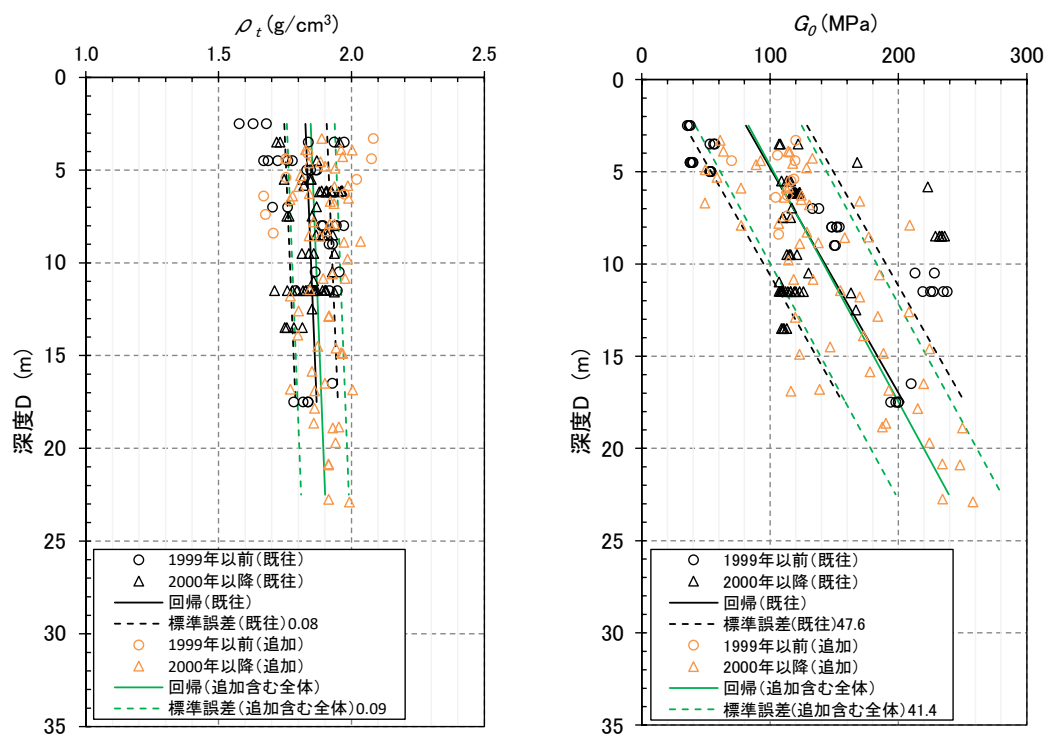 ρt(g/cm³)
1.0 1.5 2.0 2.5
0
5
10
15
20
25
30
35
深度D (m)
1999年以前(既往)
2000年以降(既往)
回帰(既往)
標準誤差(既往)0.08
1999年以前(追加)
2000年以降(追加)
回帰(追加含む全体)
標準誤差(追加含む全体)0.09
G0(MPa)
0 100 200 300
0
5
10
15
20
25
30
35
深度D (m)
1999年以前(既往)
2000年以降(既往)
回帰(既往)
標準誤差(既往)47.6
1999年以前(追加)
2000年以降(追加)
回帰(追加含む全体)
標準誤差(追加含む全体)41.4